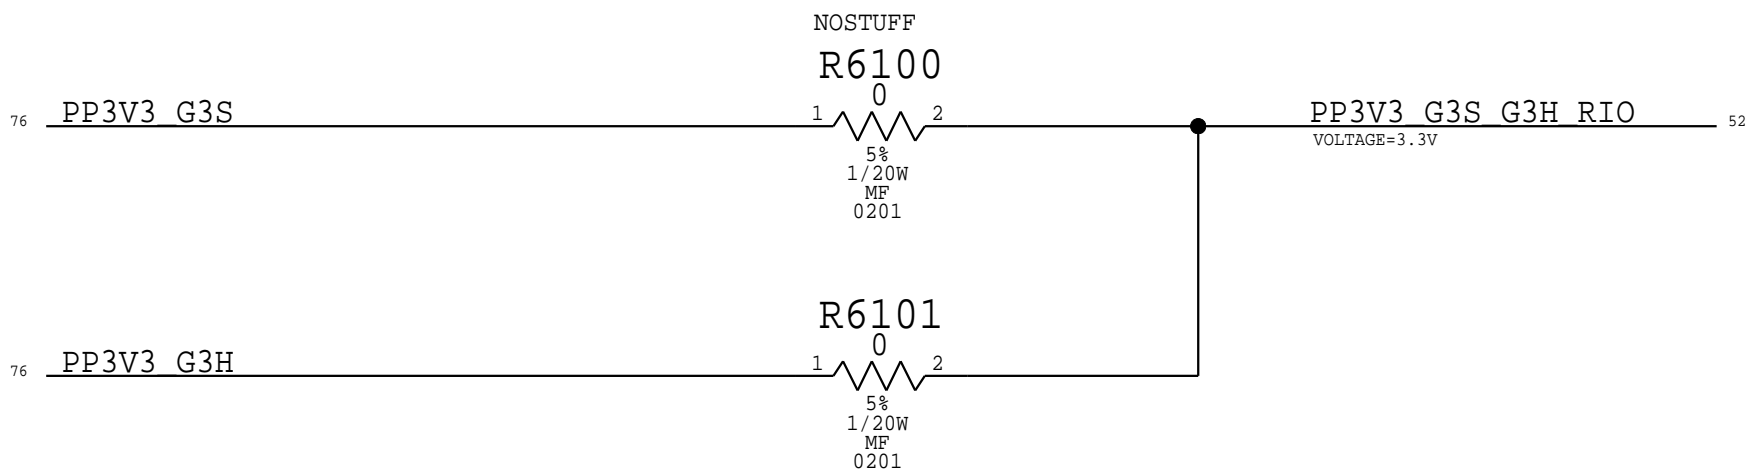 NOSTUFF
R6100
0
76 PP3V3_G3S 1 2 PP3V3_G3S_G3H_RIO 52
VOLTAGE=3.3V
5%
1/20W
MF
0201
R6101
0
76 PP3V3_G3H 1 2
5%
1/20W
MF
0201